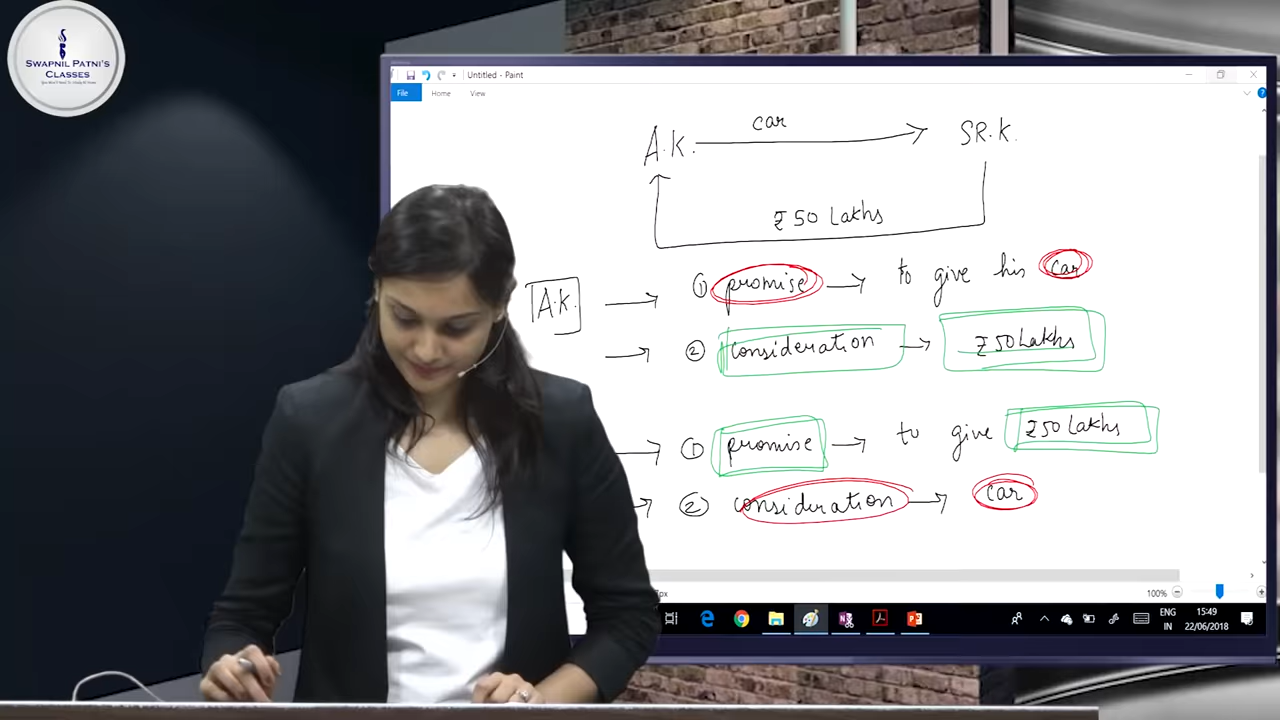 SWAPNIL PATNI'S
CLASSES
Untitled - Paint
File Home View
car
A.K. SR.K.
₹50 Lakhs
A.K. ① promise → to give his car
② consideration → ₹50 Lakhs
① promise → to give ₹50 Lakhs
② consideration → car
px 100%
ENG 15:49
IN 22/06/2018